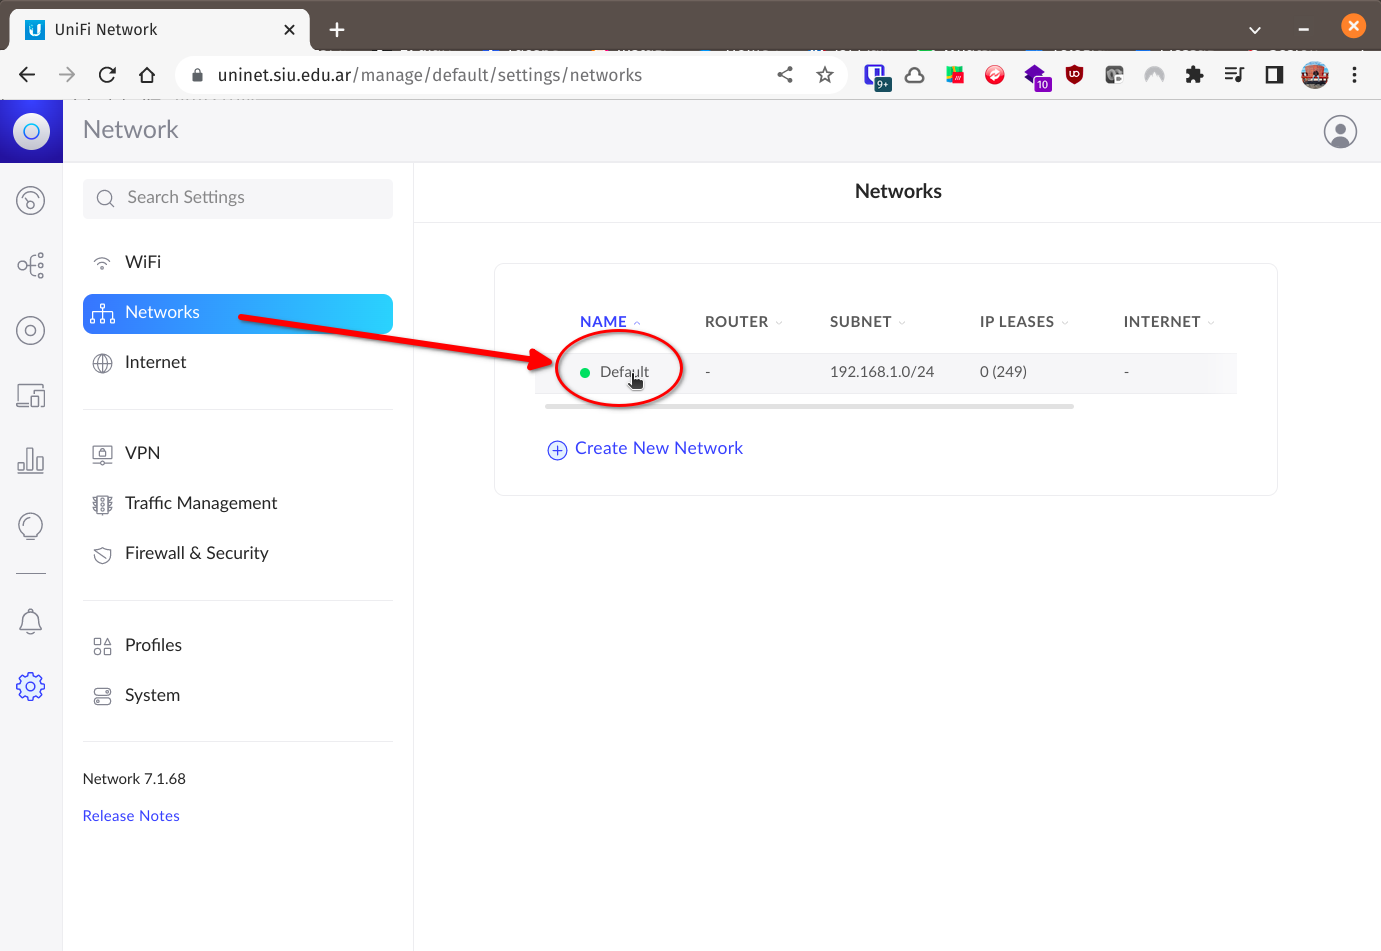 UniFi Network
uninet.siu.edu.ar/manage/default/settings/networks
9+
10
Network
Search Settings
Networks
WiFi
Networks
Internet
NAME ROUTER SUBNET IP LEASES INTERNET
Default - 192.168.1.0/24 0 (249) -
Create New Network
VPN
Traffic Management
Firewall & Security
Profiles
System
Network 7.1.68
Release Notes